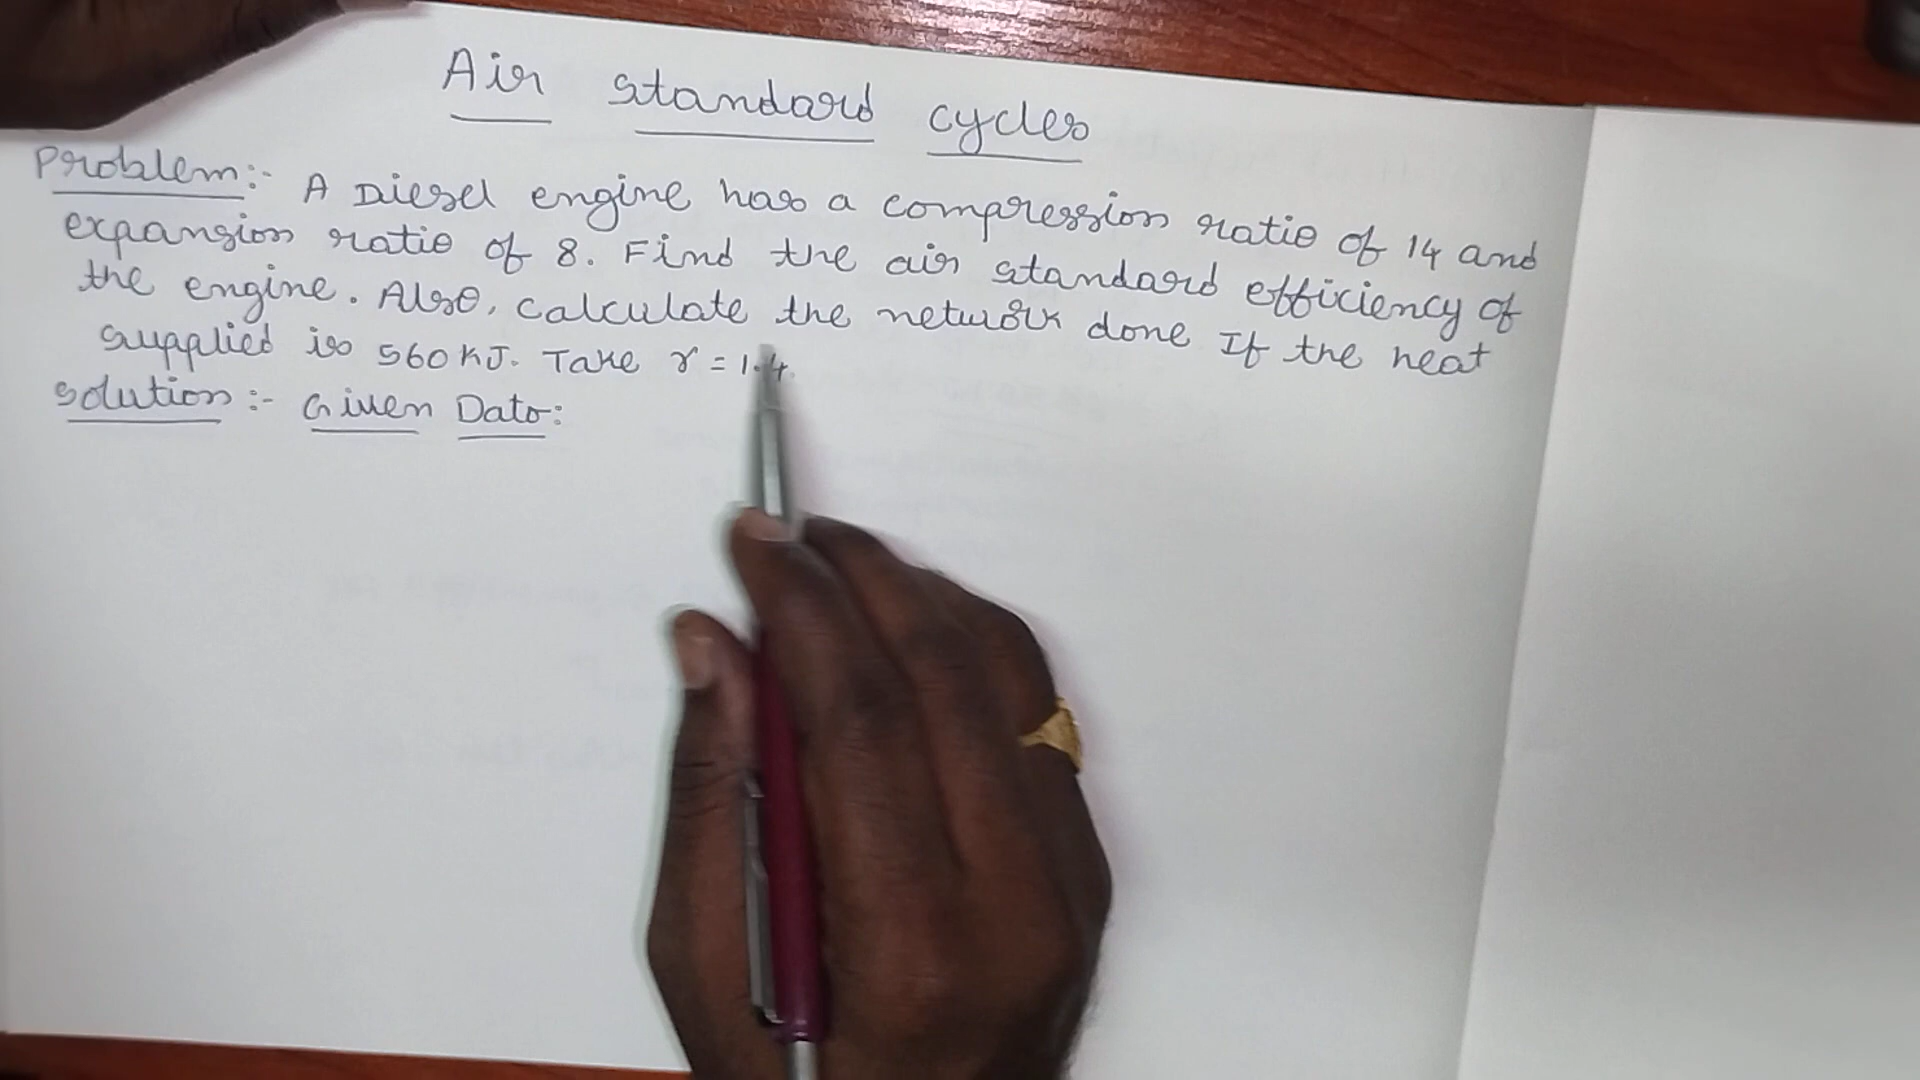 Air standard cycles
Problem:- A Diesel engine has a compression ratio of 14 and
expansion ratio of 8. Find the air standard efficiency of
the engine. Also, calculate the network done If the heat
supplied is 560 KJ. Take γ = 1.4.
Solution:- Given Data: